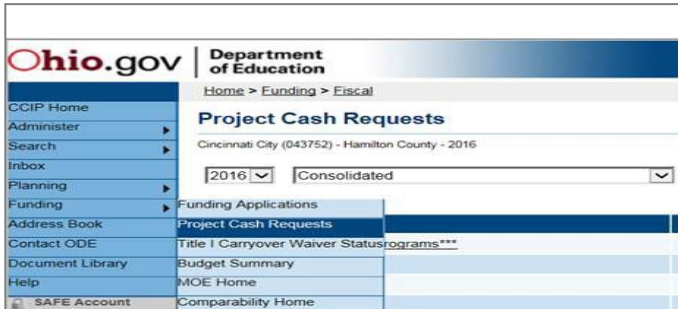 Ohio.gov
Department
of Education
Home > Funding > Fiscal
Project Cash Requests
Cincinnati City (043752) - Hamilton County - 2016
2016
Consolidated
CCIP Home
Administer
Search
Inbox
Planning
Funding
Address Book
Contact ODE
Document Library
Help
SAFE Account
Funding Applications
Project Cash Requests
Title I Carryover Waiver Status
rograms***
Budget Summary
MOE Home
Comparability Home